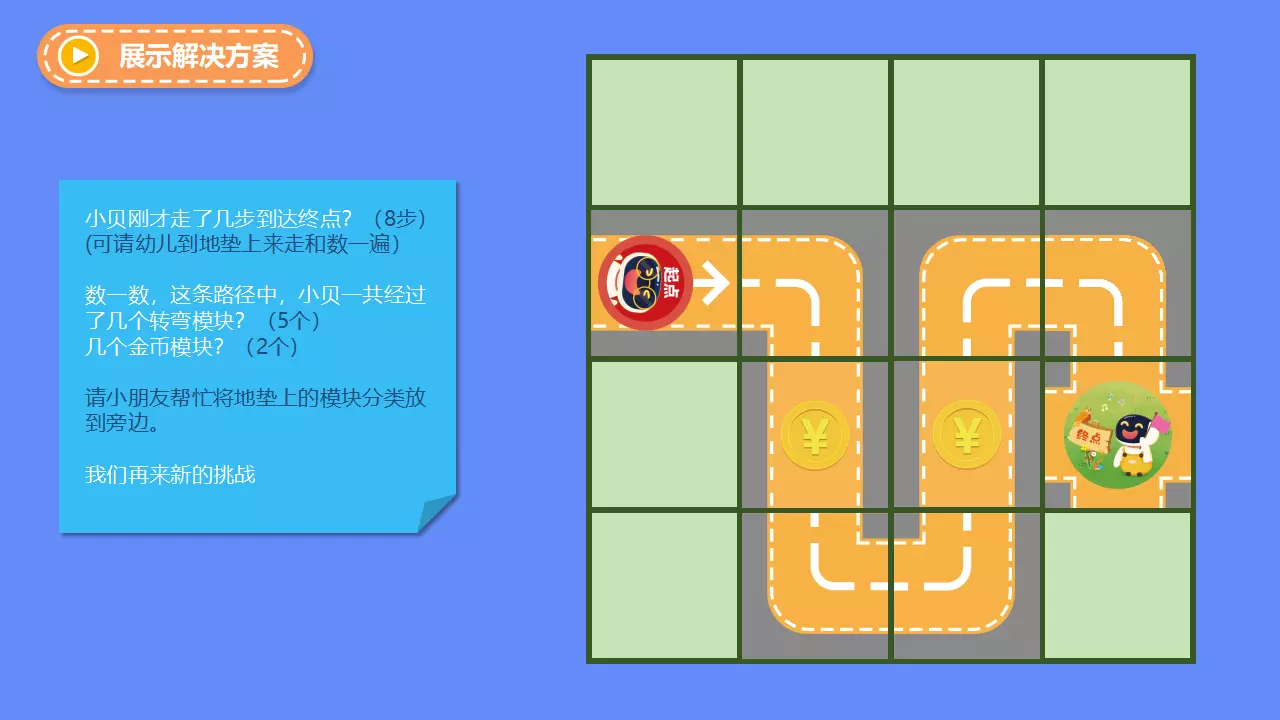 展示解决方案
小贝刚才走了几步到达终点？（8步）
(可请幼儿到地垫上来走和数一遍）
数一数，这条路径中，小贝一共经过
了几个转弯模块？（5个）
几个金币模块？（2个）
请小朋友帮忙将地垫上的模块分类放
到旁边。
我们再来新的挑战
起点
¥
¥
终点